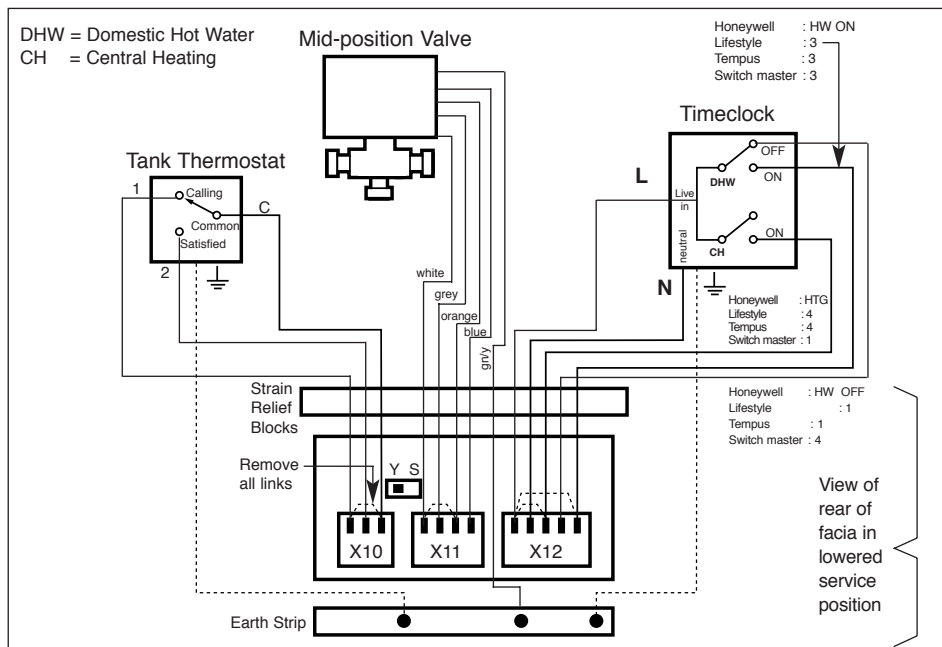 DHW = Domestic Hot Water
CH = Central Heating
Mid-position Valve
Honeywell : HW ON
Lifestyle : 3
Tempus : 3
Switch master : 3
Timeclock
Tank Thermostat
1
Calling
C
Common
Satisfied
2
L
Live
in
neutral
N
DHW
OFF
ON
CH
ON
white
grey
orange
blue
gn/y
Honeywell : HTG
Lifestyle : 4
Tempus : 4
Switch master : 1
Honeywell : HW OFF
Lifestyle : 1
Tempus : 1
Switch master : 4
Strain
Relief
Blocks
Remove
all links
Y S
X10
X11
X12
View of
rear of
facia in
lowered
service
position
Earth Strip